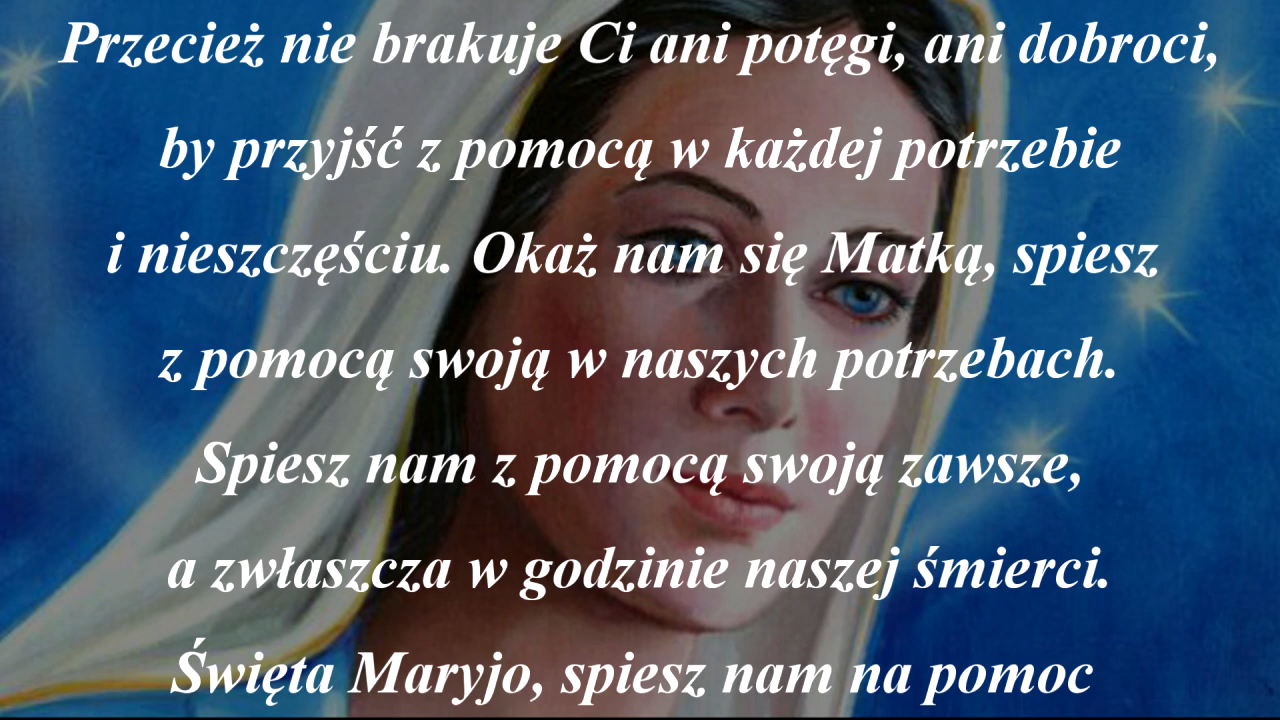 Przecież nie brakuje Ci ani potęgi, ani dobroci,
by przyjść z pomocą w każdej potrzebie
i nieszczęściu. Okaż nam się Matką, spiesz
z pomocą swoją w naszych potrzebach.
Spiesz nam z pomocą swoją zawsze,
a zwłaszcza w godzinie naszej śmierci.
Święta Maryjo, spiesz nam na pomoc